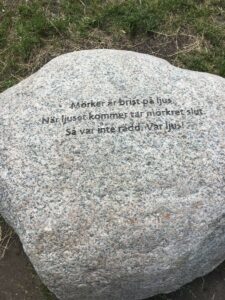 Mörker är brist på ljus.
När ljuset kommer tar mörkret slut.
Så var inte rädd. Var ljus!